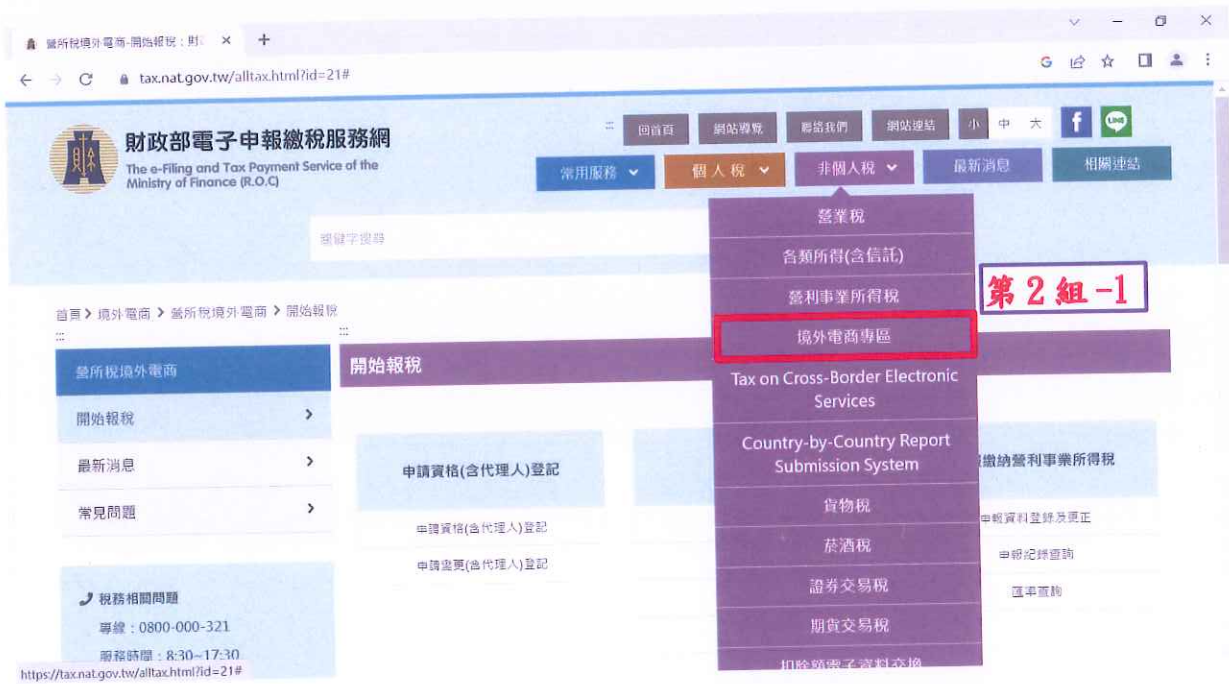 營所稅境外電商-開始報稅：財
tax.nat.gov.tw/alltax.html?id=21#
財政部電子申報繳稅服務網
The e-Filing and Tax Payment Service of the
Ministry of Finance (R.O.C)
回首頁 網站導覽 聯絡我們 網站連結 小 中 大 f LINE
常用服務 個人稅 非個人稅 最新消息 相關連結
關鍵字搜尋
營業稅
各類所得(含信託)
營利事業所得稅
境外電商專區
Tax on Cross-Border Electronic
Services
Country-by-Country Report
Submission System
貨物稅
菸酒稅
證券交易稅
期貨交易稅
扣除額電子資料交換
第2組-1
首頁 > 境外電商 > 營所稅境外電商 > 開始報稅
營所稅境外電商
開始報稅
最新消息
常見問題
稅務相關問題
專線：0800-000-321
服務時間：8:30~17:30
開始報稅
申請資格(含代理人)登記
申請資格(含代理人)登記
申請變更(含代理人)登記
繳納營利事業所得稅
申報資料登錄及更正
申報紀錄查詢
匯率查詢
https://tax.nat.gov.tw/alltax.html?id=21#